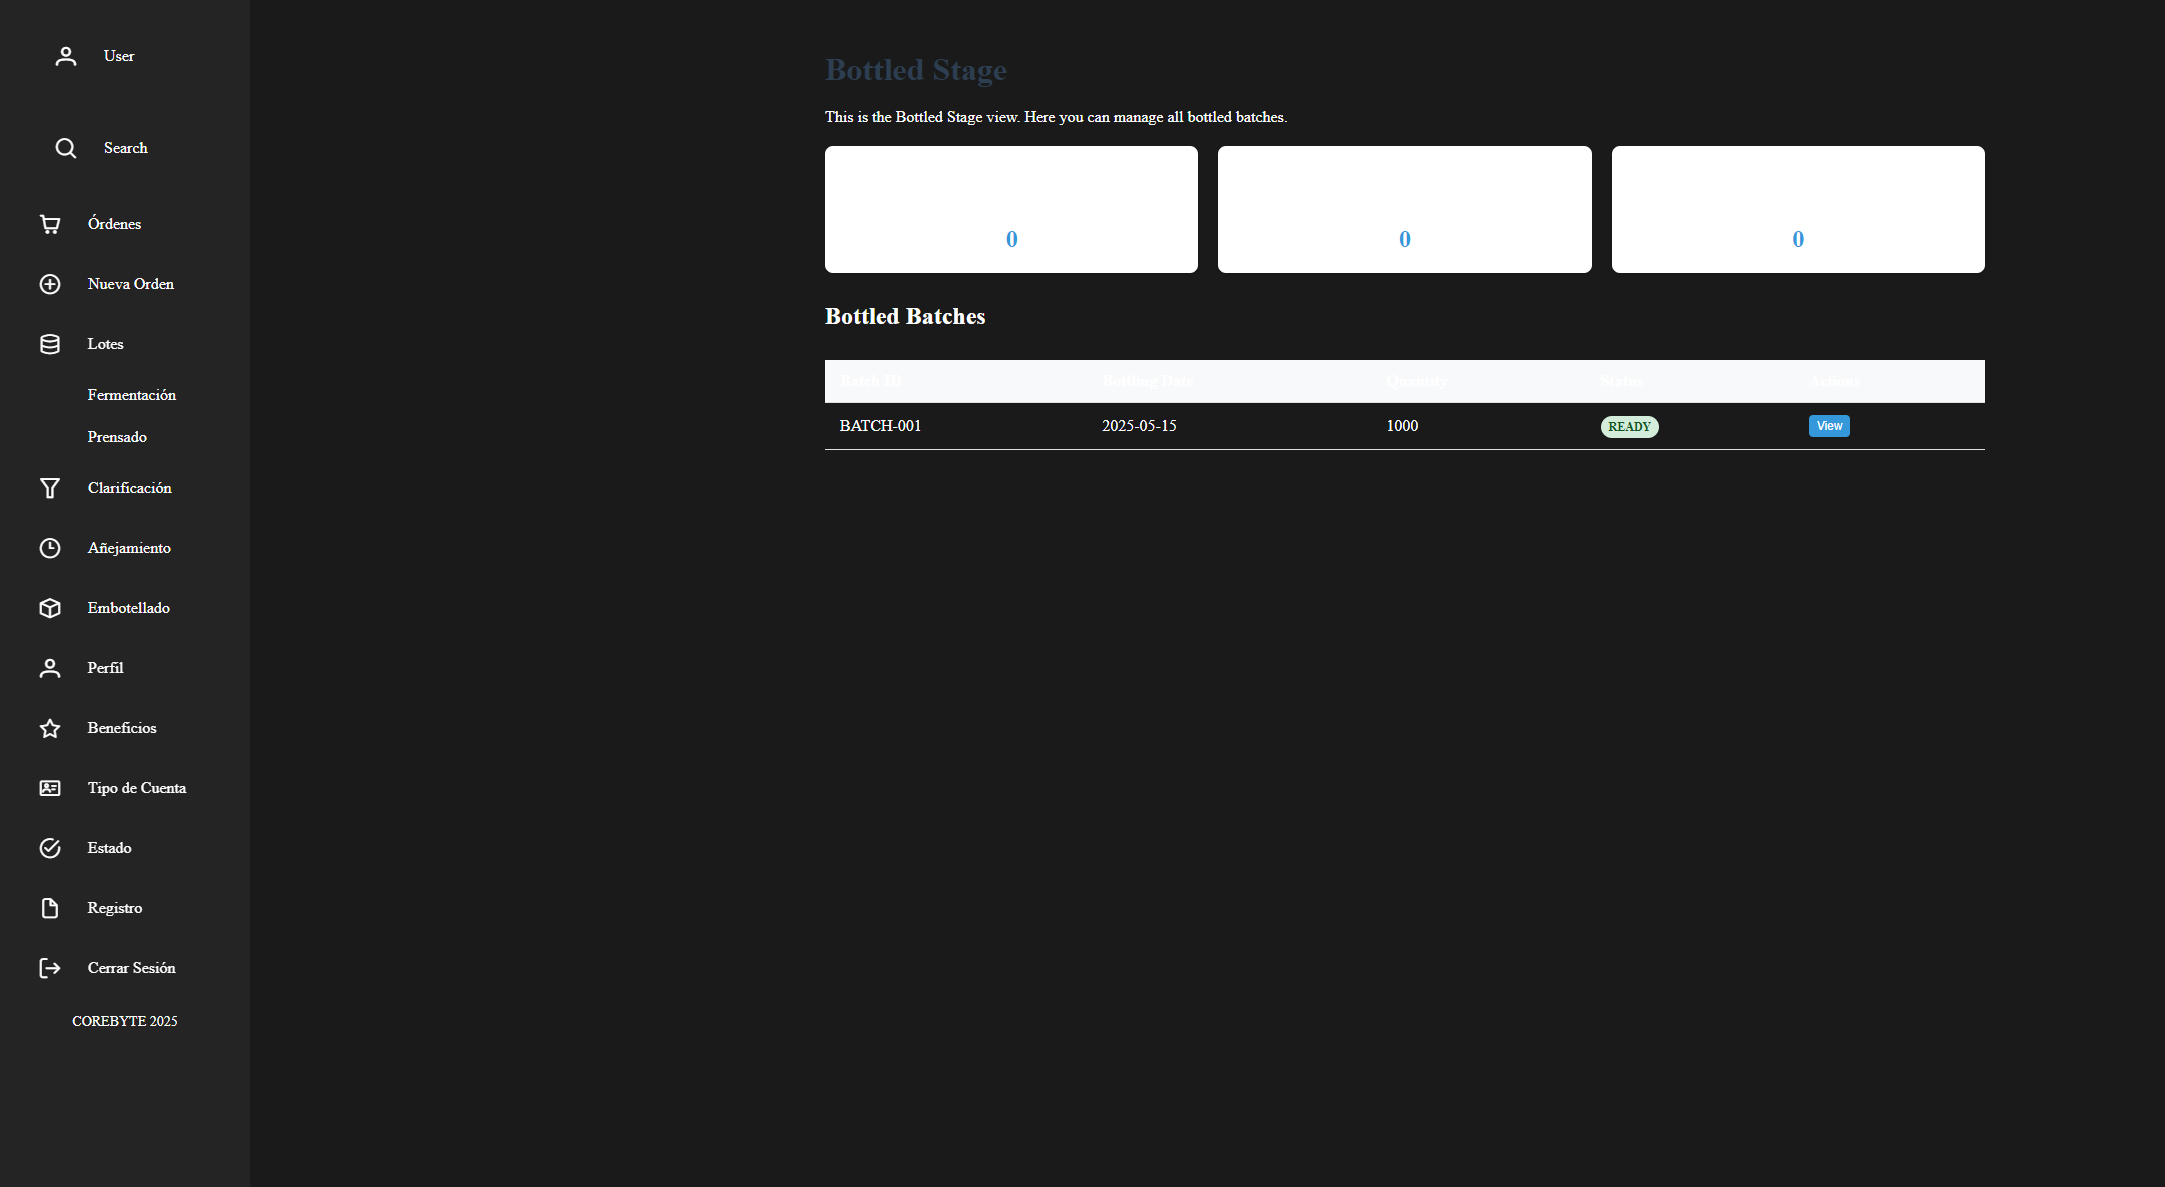 User
Search
Órdenes
Nueva Orden
Lotes
Fermentación
Prensado
Clarificación
Añejamiento
Embotellado
Perfil
Beneficios
Tipo de Cuenta
Estado
Registro
Cerrar Sesión
COREBYTE 2025
Bottled Stage
This is the Bottled Stage view. Here you can manage all bottled batches.
0 0 0
Bottled Batches
Batch ID Bottling Date Quantity Status Actions
BATCH-001 2025-05-15 1000 READY View